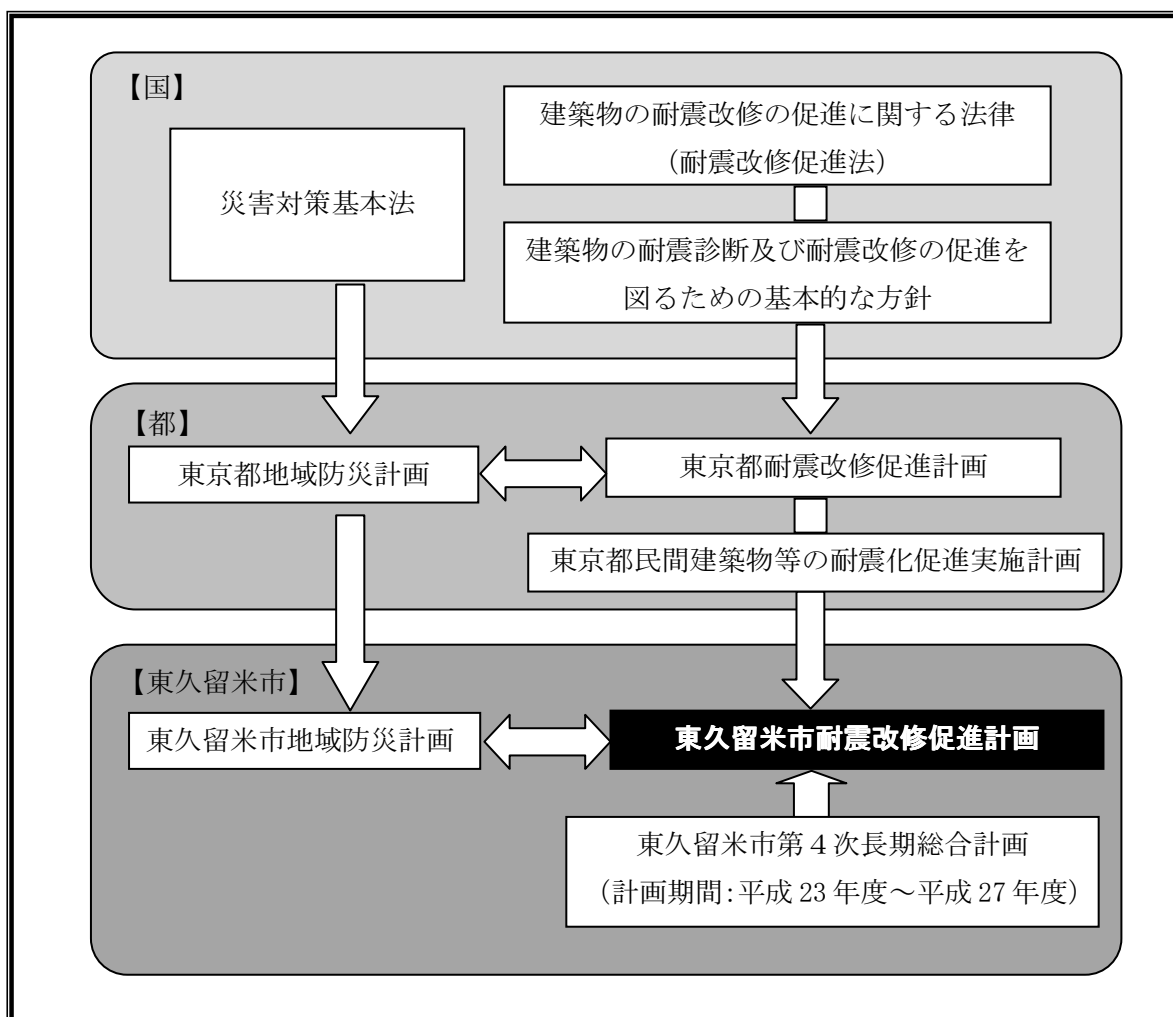 【国】
災害対策基本法
建築物の耐震改修の促進に関する法律
（耐震改修促進法）
建築物の耐震診断及び耐震改修の促進を
図るための基本的な方針
【都】
東京都地域防災計画
東京都耐震改修促進計画
東京都民間建築物等の耐震化促進実施計画
【東久留米市】
東久留米市地域防災計画
東久留米市耐震改修促進計画
東久留米市第４次長期総合計画
（計画期間：平成 23 年度～平成 27 年度）